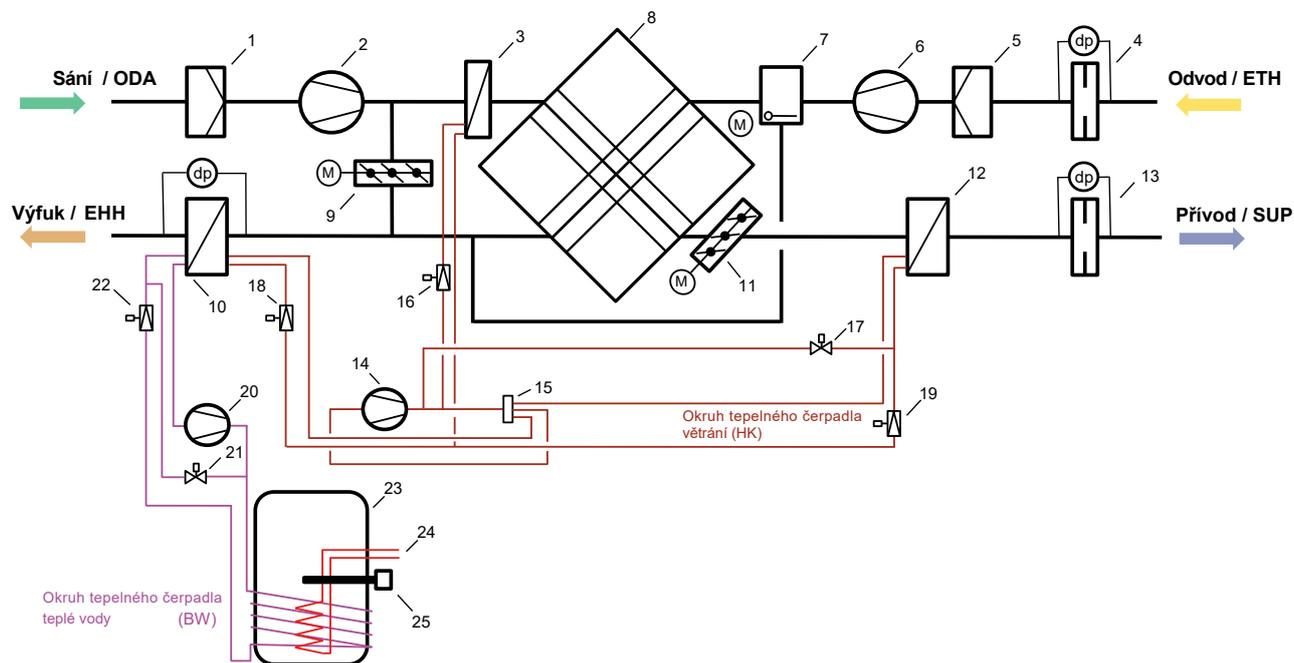 1
2
3
8
7
6
5
dp
4
Sání / ODA
Odvod / ETH
M
M
9
dp
12
dp
13
Výfuk / EHH
Přívod / SUP
M
11
22
10
18
16
17
14
15
19
20
Okruh tepelného čerpadla
větrání (HK)
21
23
24
25
Okruh tepelného čerpadla
teplé vody (BW)